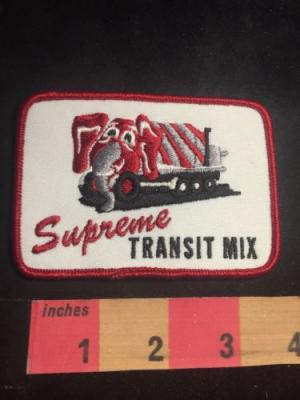 Supreme
TRANSIT MIX
inches
1 2 3 4